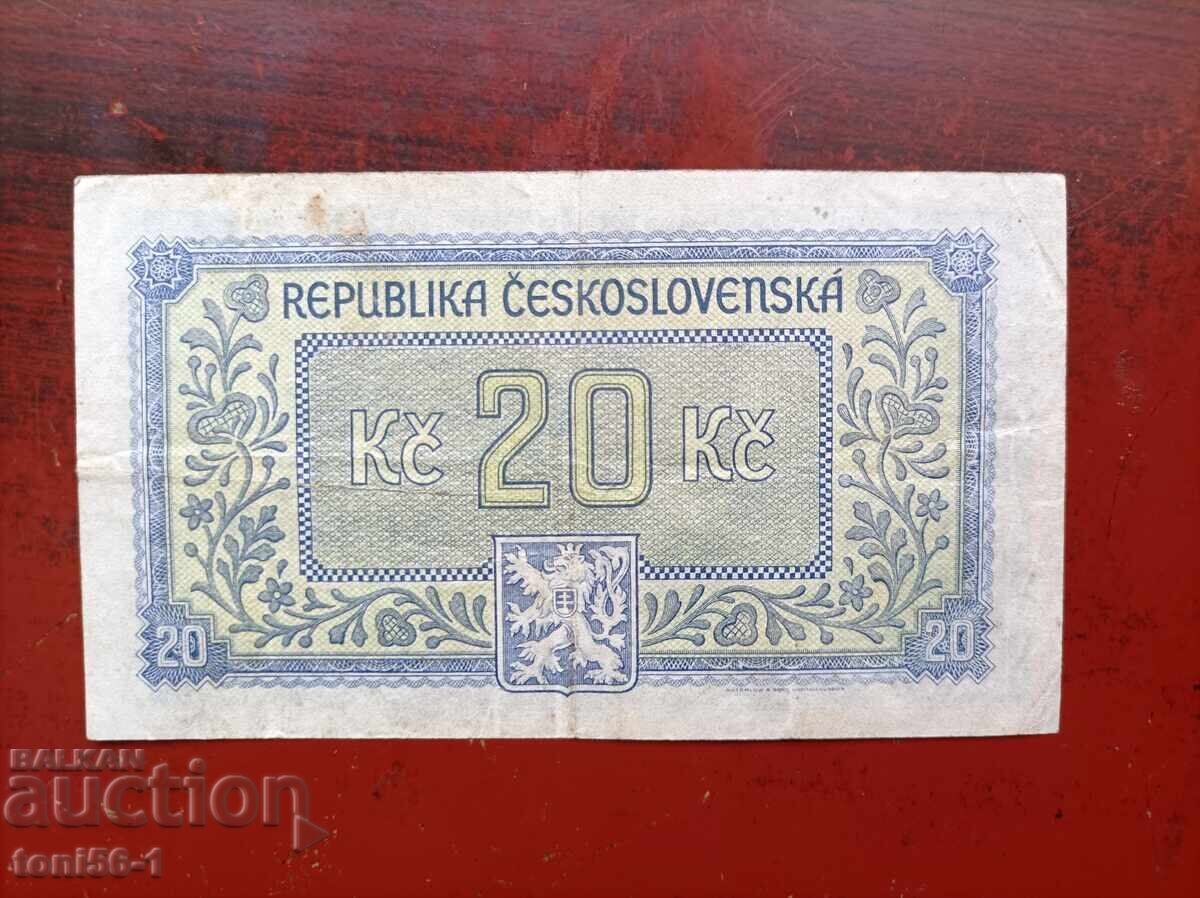 REPUBLIKA ČESKOSLOVENSKÁ
Kč 20 Kč
20 20
BALKAN
auction
toni56-1